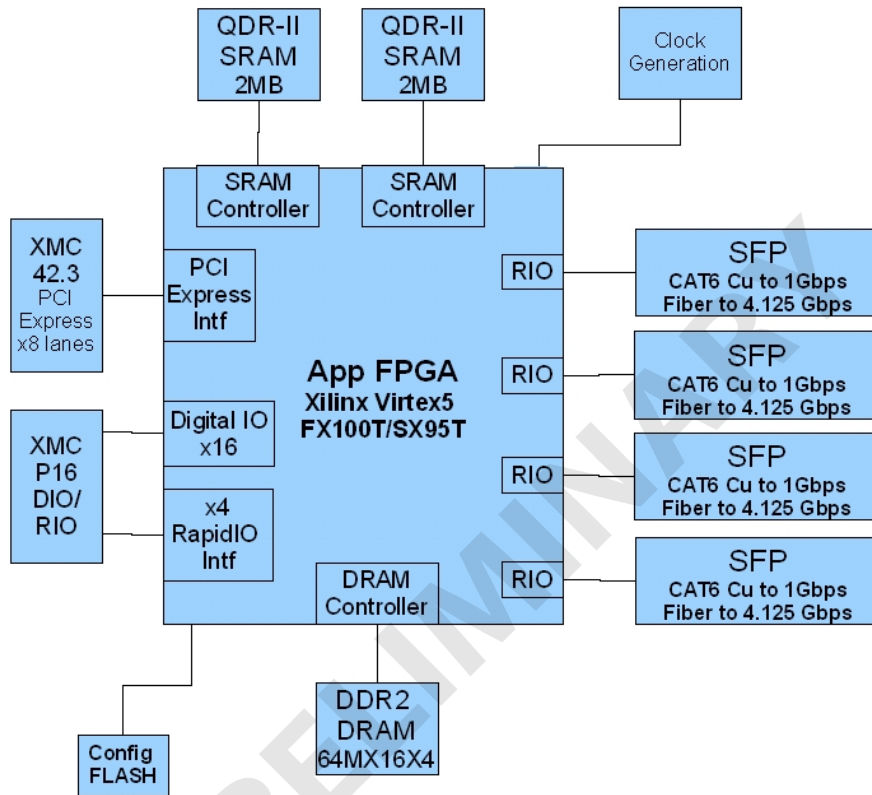 QDR-II
SRAM
2MB
QDR-II
SRAM
2MB
Clock
Generation
SRAM
Controller
SRAM
Controller
XMC
42.3
PCI
Express
x8 lanes
PCI
Express
Intf
RIO
SFP
CAT6 Cu to 1Gbps
Fiber to 4.125 Gbps
App FPGA
Xilinx Virtex5
FX100T/SX95T
RIO
SFP
CAT6 Cu to 1Gbps
Fiber to 4.125 Gbps
XMC
P16
DIO/
RIO
Digital IO
x16
x4
RapidIO
Intf
RIO
SFP
CAT6 Cu to 1Gbps
Fiber to 4.125 Gbps
DRAM
Controller
RIO
SFP
CAT6 Cu to 1Gbps
Fiber to 4.125 Gbps
Config
FLASH
DDR2
DRAM
64MX16X4
PRELIMINARY